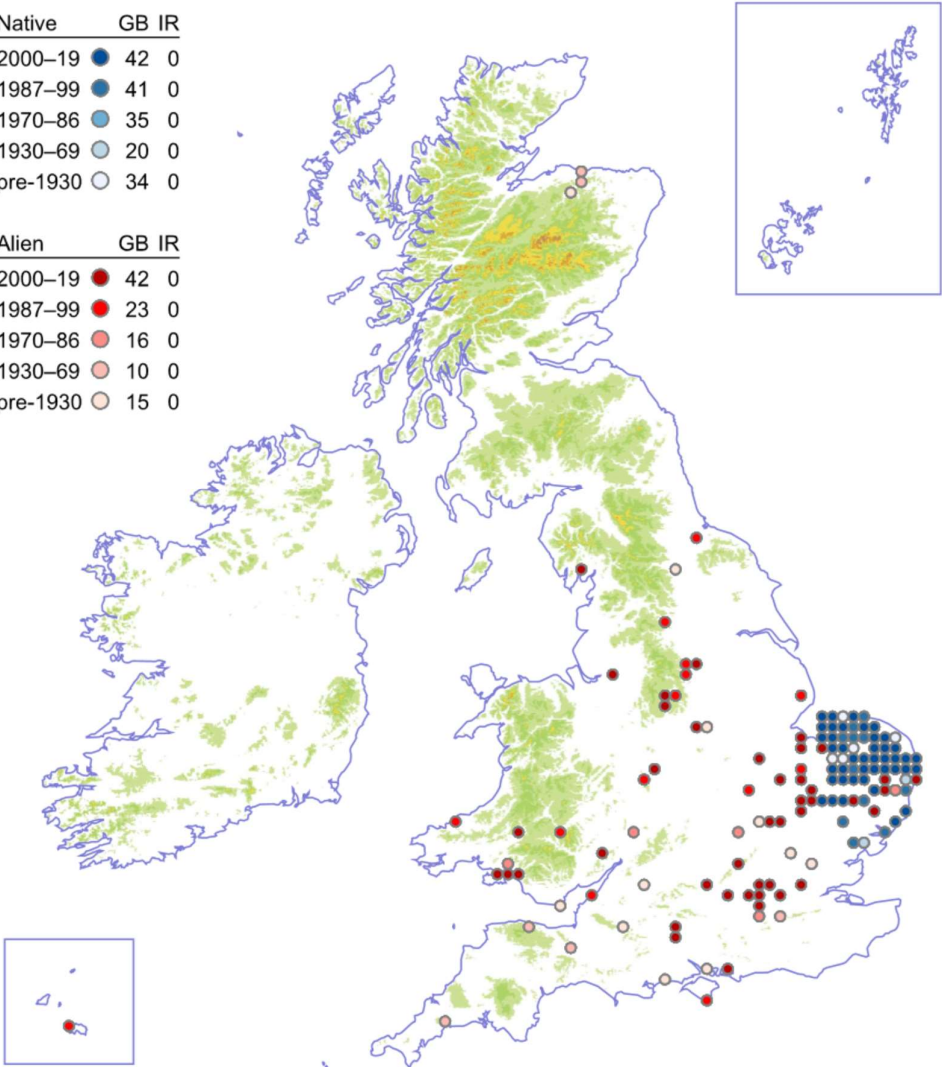 Native GB IR
2000–19 42 0
1987–99 41 0
1970–86 35 0
1930–69 20 0
pre-1930 34 0
Alien GB IR
2000–19 42 0
1987–99 23 0
1970–86 16 0
1930–69 10 0
pre-1930 15 0